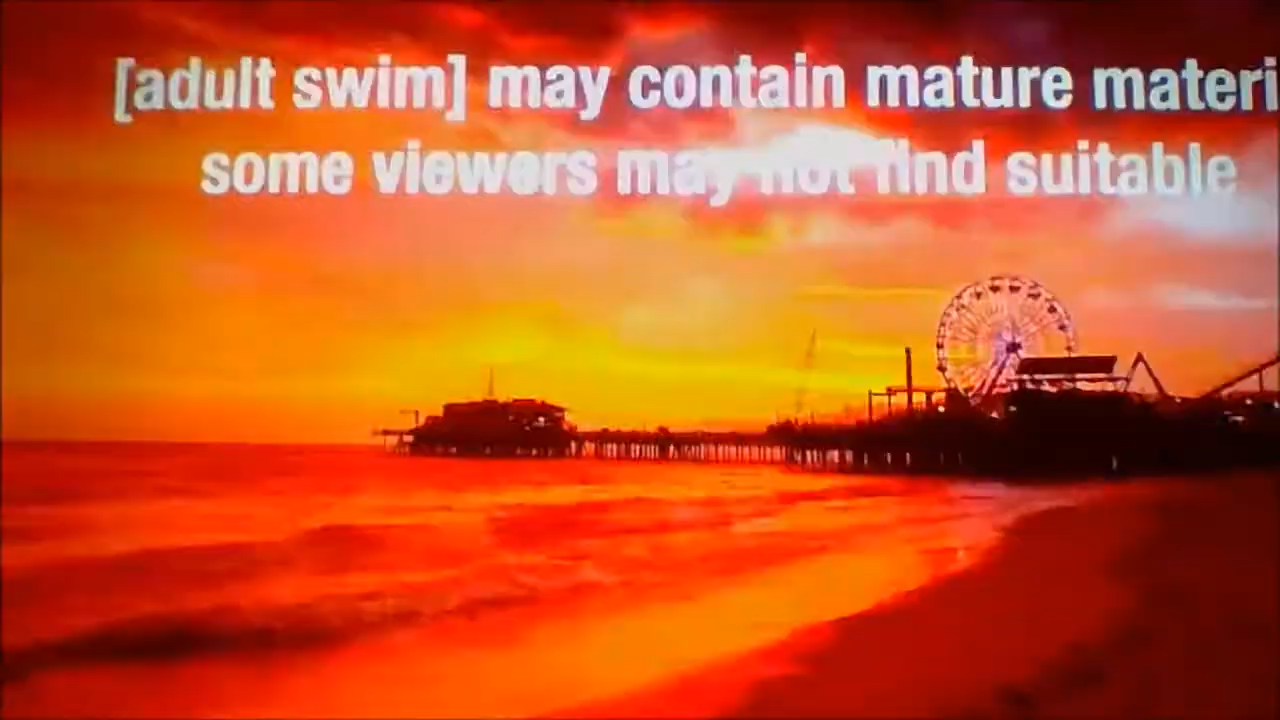 [adult swim] may contain mature materi
some viewers may not find suitable